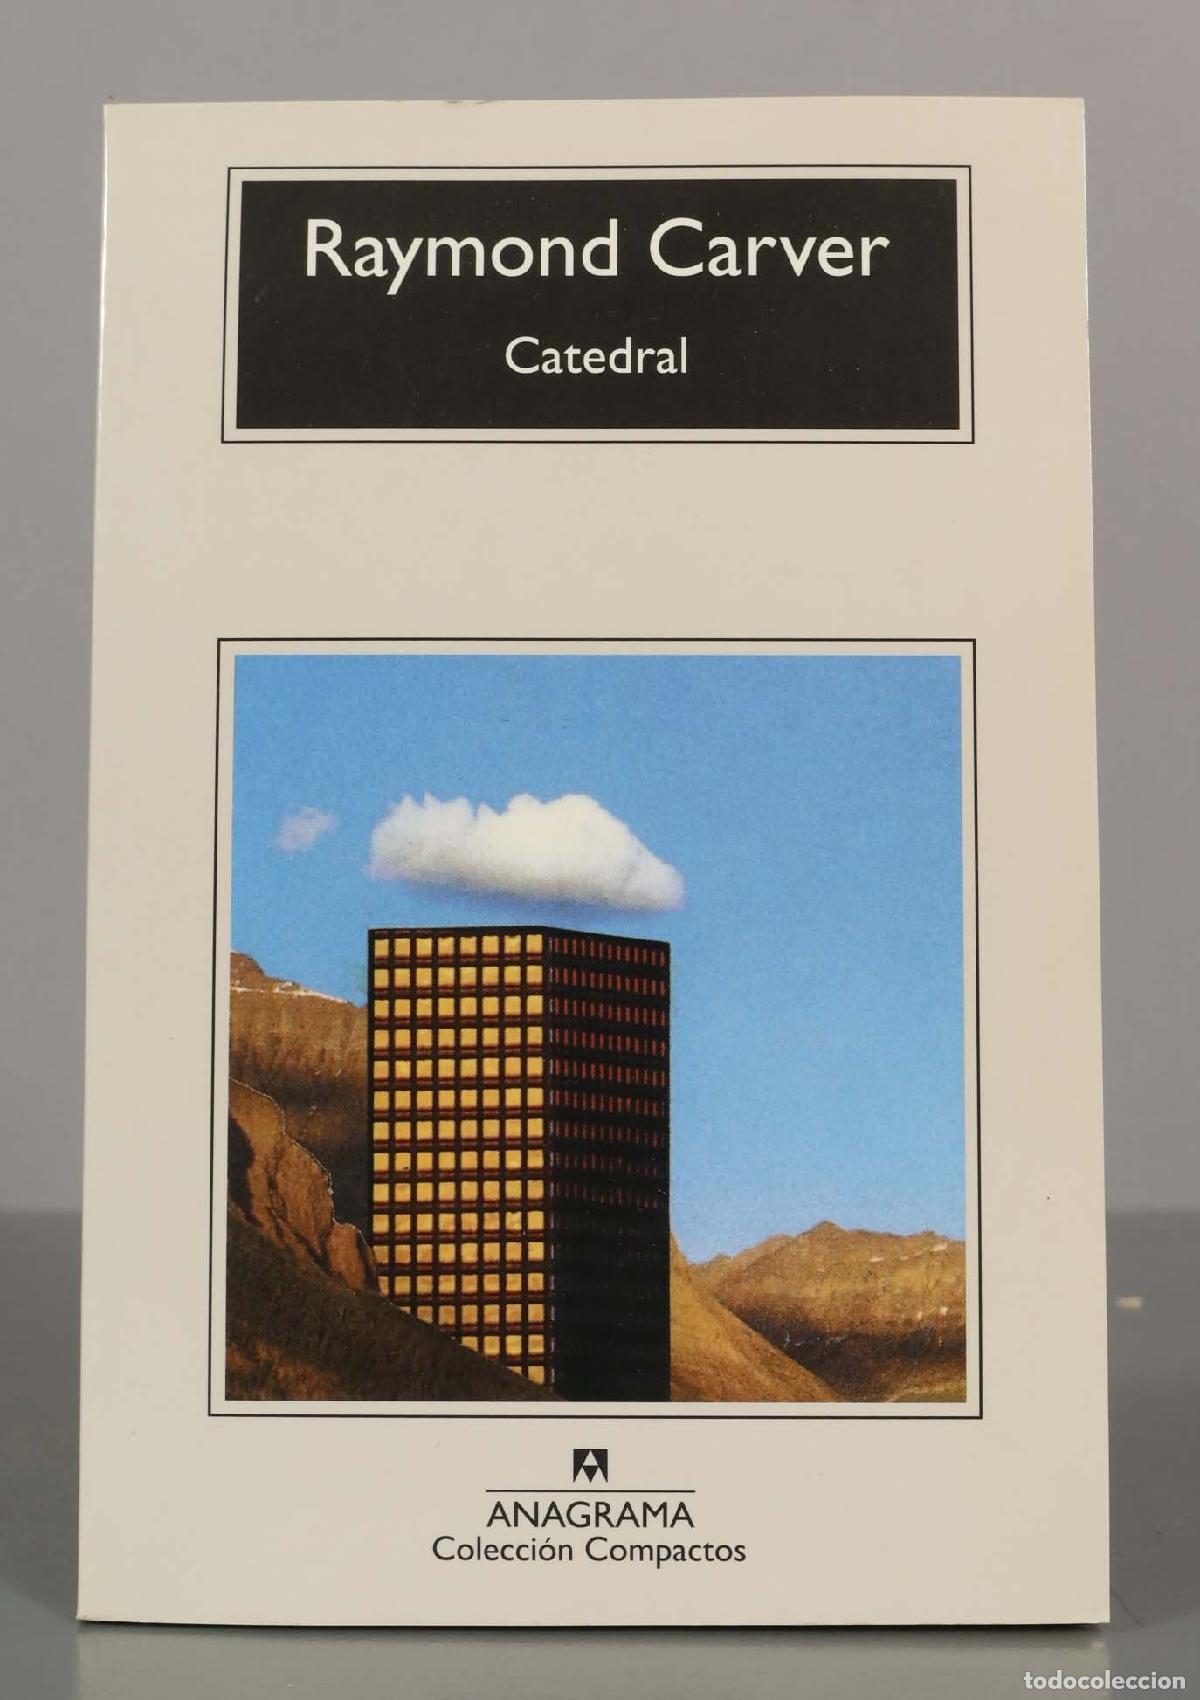 Raymond Carver
Catedral
ANAGRAMA
Colección Compactos
todocoleccion